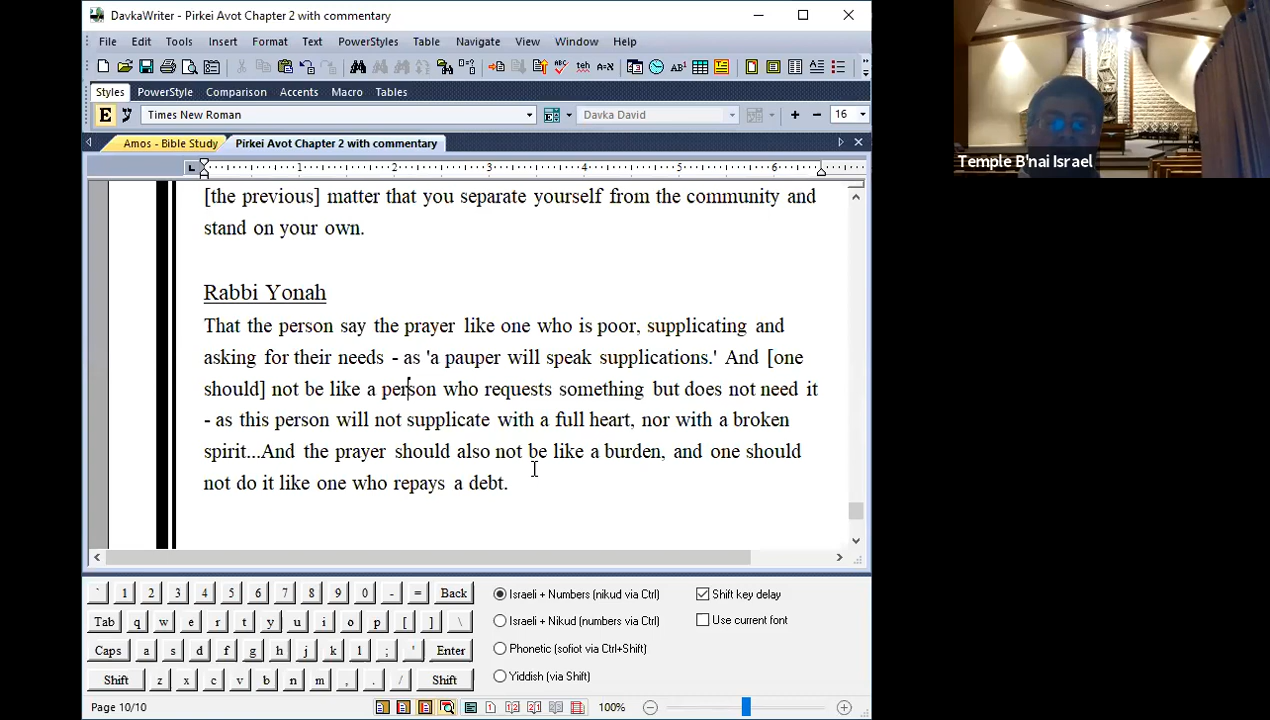 DavkaWriter - Pirkei Avot Chapter 2 with commentary
File Edit Tools Insert Format Text PowerStyles Table Navigate View Window Help
Styles PowerStyle Comparison Accents Macro Tables
Times New Roman Davka David 16
Amos - Bible Study Pirkei Avot Chapter 2 with commentary
1 2 3 4 5 6
[the previous] matter that you separate yourself from the community and
stand on your own.
Rabbi Yonah
That the person say the prayer like one who is poor, supplicating and
asking for their needs - as 'a pauper will speak supplications.' And [one
should] not be like a person who requests something but does not need it
- as this person will not supplicate with a full heart, nor with a broken
spirit...And the prayer should also not be like a burden, and one should
not do it like one who repays a debt.
` 1 2 3 4 5 6 7 8 9 0 - = Back
Tab q w e r t y u i o p [ ] \
Caps a s d f g h j k l ; ' Enter
Shift z x c v b n m , . / Shift
Israeli + Numbers (nikud via Ctrl)
Israeli + Nikud (numbers via Ctrl)
Phonetic (sofiot via Ctrl+Shift)
Yiddish (via Shift)
Shift key delay
Use current font
Page 10/10 100%
Temple B'nai Israel